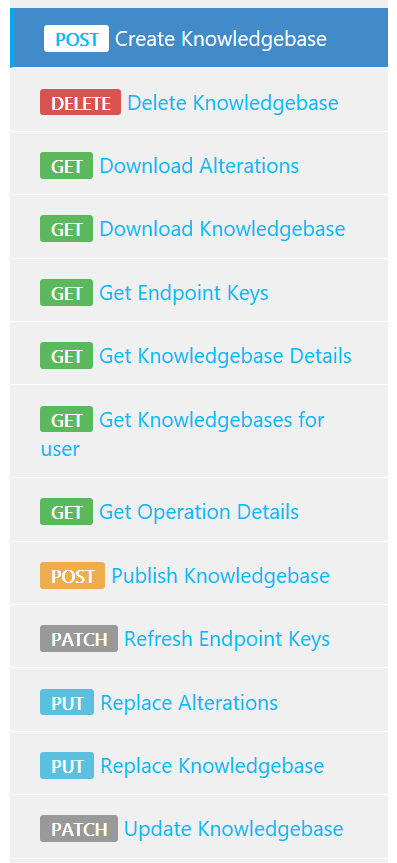 POST Create Knowledgebase
DELETE Delete Knowledgebase
GET Download Alterations
GET Download Knowledgebase
GET Get Endpoint Keys
GET Get Knowledgebase Details
GET Get Knowledgebases for
user
GET Get Operation Details
POST Publish Knowledgebase
PATCH Refresh Endpoint Keys
PUT Replace Alterations
PUT Replace Knowledgebase
PATCH Update Knowledgebase